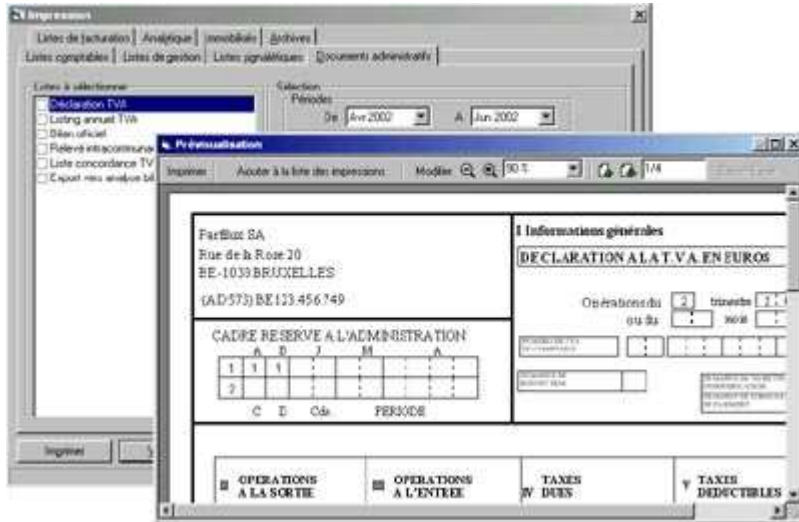 Impression
Listes de facturation Analytique Immobilisés Archives
Listes comptables Listes de gestion Listes signalétiques Documents administratifs
Listes à sélectionner
Déclaration TVA
Listing annuel TVA
Bilan officiel
Relevé intracommunau
Liste concordance TV
Export vers analyse bil
Sélection
Périodes
De Avr 2002 A Jun 2002
Imprimer
Prévisualisation
Imprimer Ajouter à la liste des impressions Modifier 90 % 1/4
Parfilux SA
Rue de la Rose 20
BE-1039 BRUXELLES
(AD573) BE123.456.749
CADRE RESERVE A L'ADMINISTRATION
A D J M A
1 1 1
2
C D Cds PERIODE
I Informations générales
DECLARATION A LA T.V.A. EN EUROS
Opérations du 2 trimestre 2
ou du mois
II OPERATIONS A LA SORTIE
III OPERATIONS A L'ENTREE
IV TAXES DUES
V TAXES DEDUCTIBLES